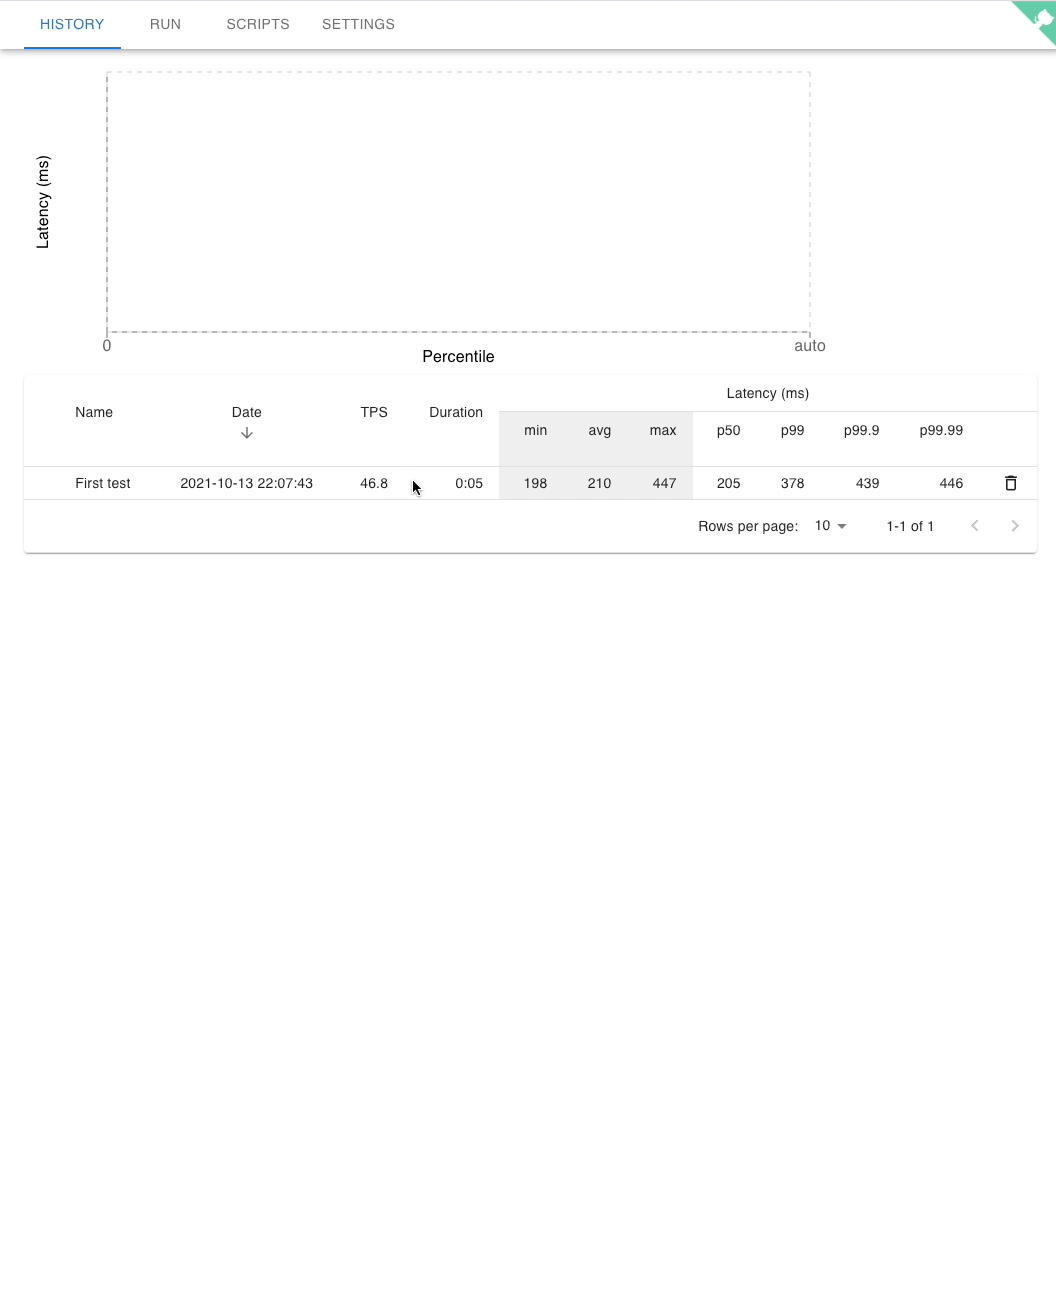 HISTORY RUN SCRIPTS SETTINGS
Latency (ms)
0 auto
Percentile
Latency (ms)
Name Date TPS Duration
min avg max p50 p99 p99.9 p99.99
First test 2021-10-13 22:07:43 46.8 0:05 198 210 447 205 378 439 446
Rows per page: 10 1-1 of 1